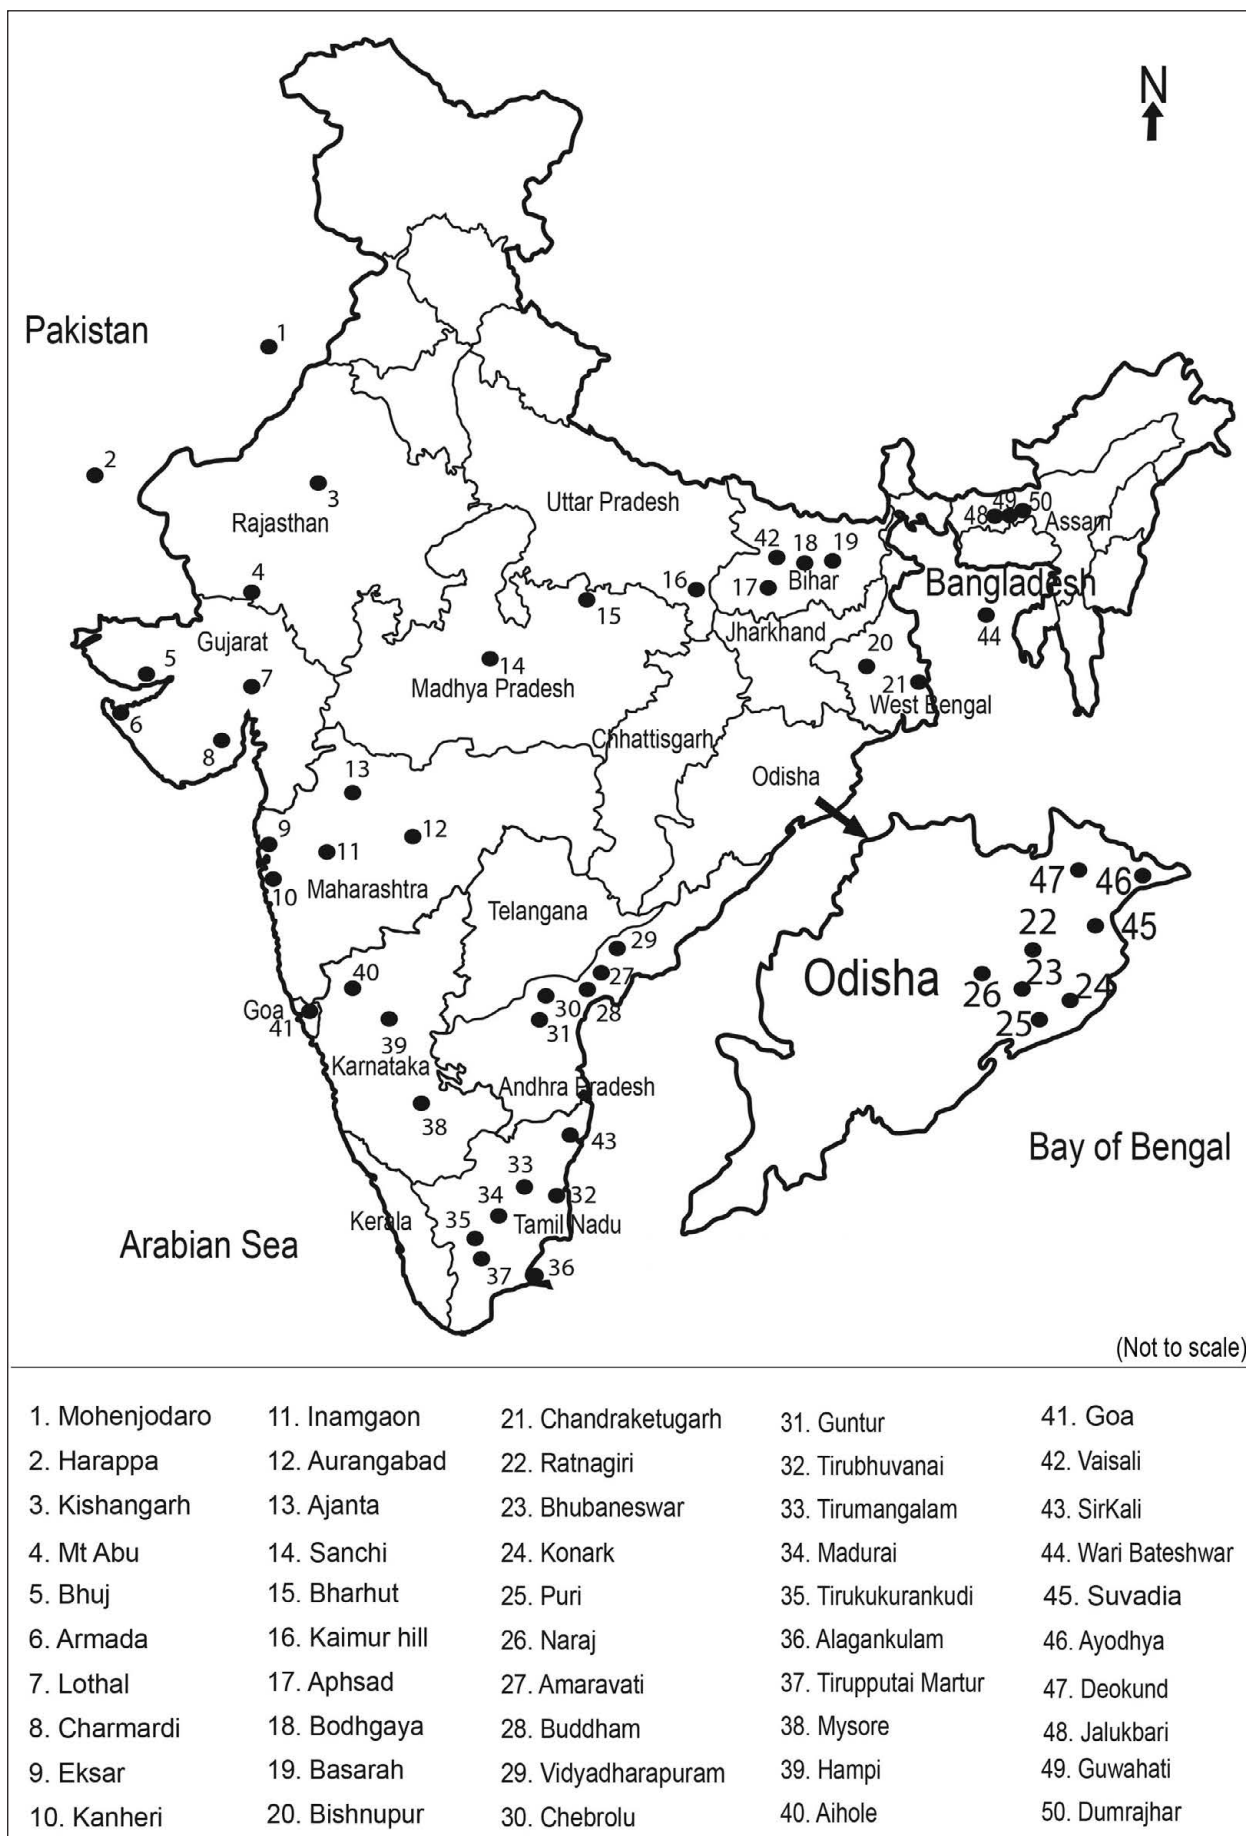 N
Pakistan
1
2
3
Rajasthan
Uttar Pradesh
49
50
48
Assam
42
18
19
4
16
17
Bihar
Bangladesh
15
Gujarat
Jharkhand
44
5
14
20
7
Madhya Pradesh
21
West Bengal
6
8
Chhattisgarh
13
Odisha
9
12
11
10
Maharashtra
47
46
Telangana
22
45
29
40
Odisha
23
27
26
24
Goa
30
28
25
41
39
31
Karnataka
Andhra Pradesh
38
43
Bay of Bengal
33
34
32
Kerala
Tamil Nadu
35
Arabian Sea
37
36
(Not to scale)
1. Mohenjodaro
2. Harappa
3. Kishangarh
4. Mt Abu
5. Bhuj
6. Armada
7. Lothal
8. Charmardi
9. Eksar
10. Kanheri
11. Inamgaon
12. Aurangabad
13. Ajanta
14. Sanchi
15. Bharhut
16. Kaimur hill
17. Aphsad
18. Bodhgaya
19. Basarah
20. Bishnupur
21. Chandraketugarh
22. Ratnagiri
23. Bhubaneswar
24. Konark
25. Puri
26. Naraj
27. Amaravati
28. Buddham
29. Vidyadharapuram
30. Chebrolu
31. Guntur
32. Tirubhuvanai
33. Tirumangalam
34. Madurai
35. Tirukukurankudi
36. Alagankulam
37. Tirupputai Martur
38. Mysore
39. Hampi
40. Aihole
41. Goa
42. Vaisali
43. SirKali
44. Wari Bateshwar
45. Suvadia
46. Ayodhya
47. Deokund
48. Jalukbari
49. Guwahati
50. Dumrajhar